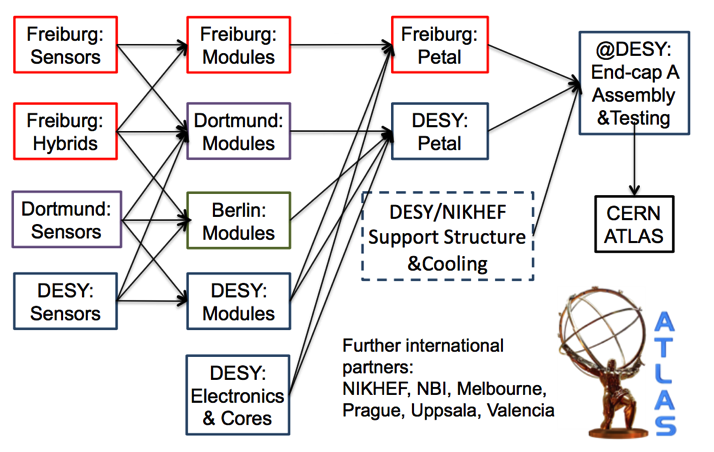 Freiburg:
Sensors
Freiburg:
Modules
Freiburg:
Petal
@DESY:
End-cap A
Assembly
&Testing
Freiburg:
Hybrids
Dortmund:
Modules
DESY:
Petal
Dortmund:
Sensors
Berlin:
Modules
DESY/NIKHEF
Support Structure
&Cooling
CERN
ATLAS
DESY:
Sensors
DESY:
Modules
DESY:
Electronics
& Cores
Further international
partners:
NIKHEF, NBI, Melbourne,
Prague, Uppsala, Valencia
ATLAS